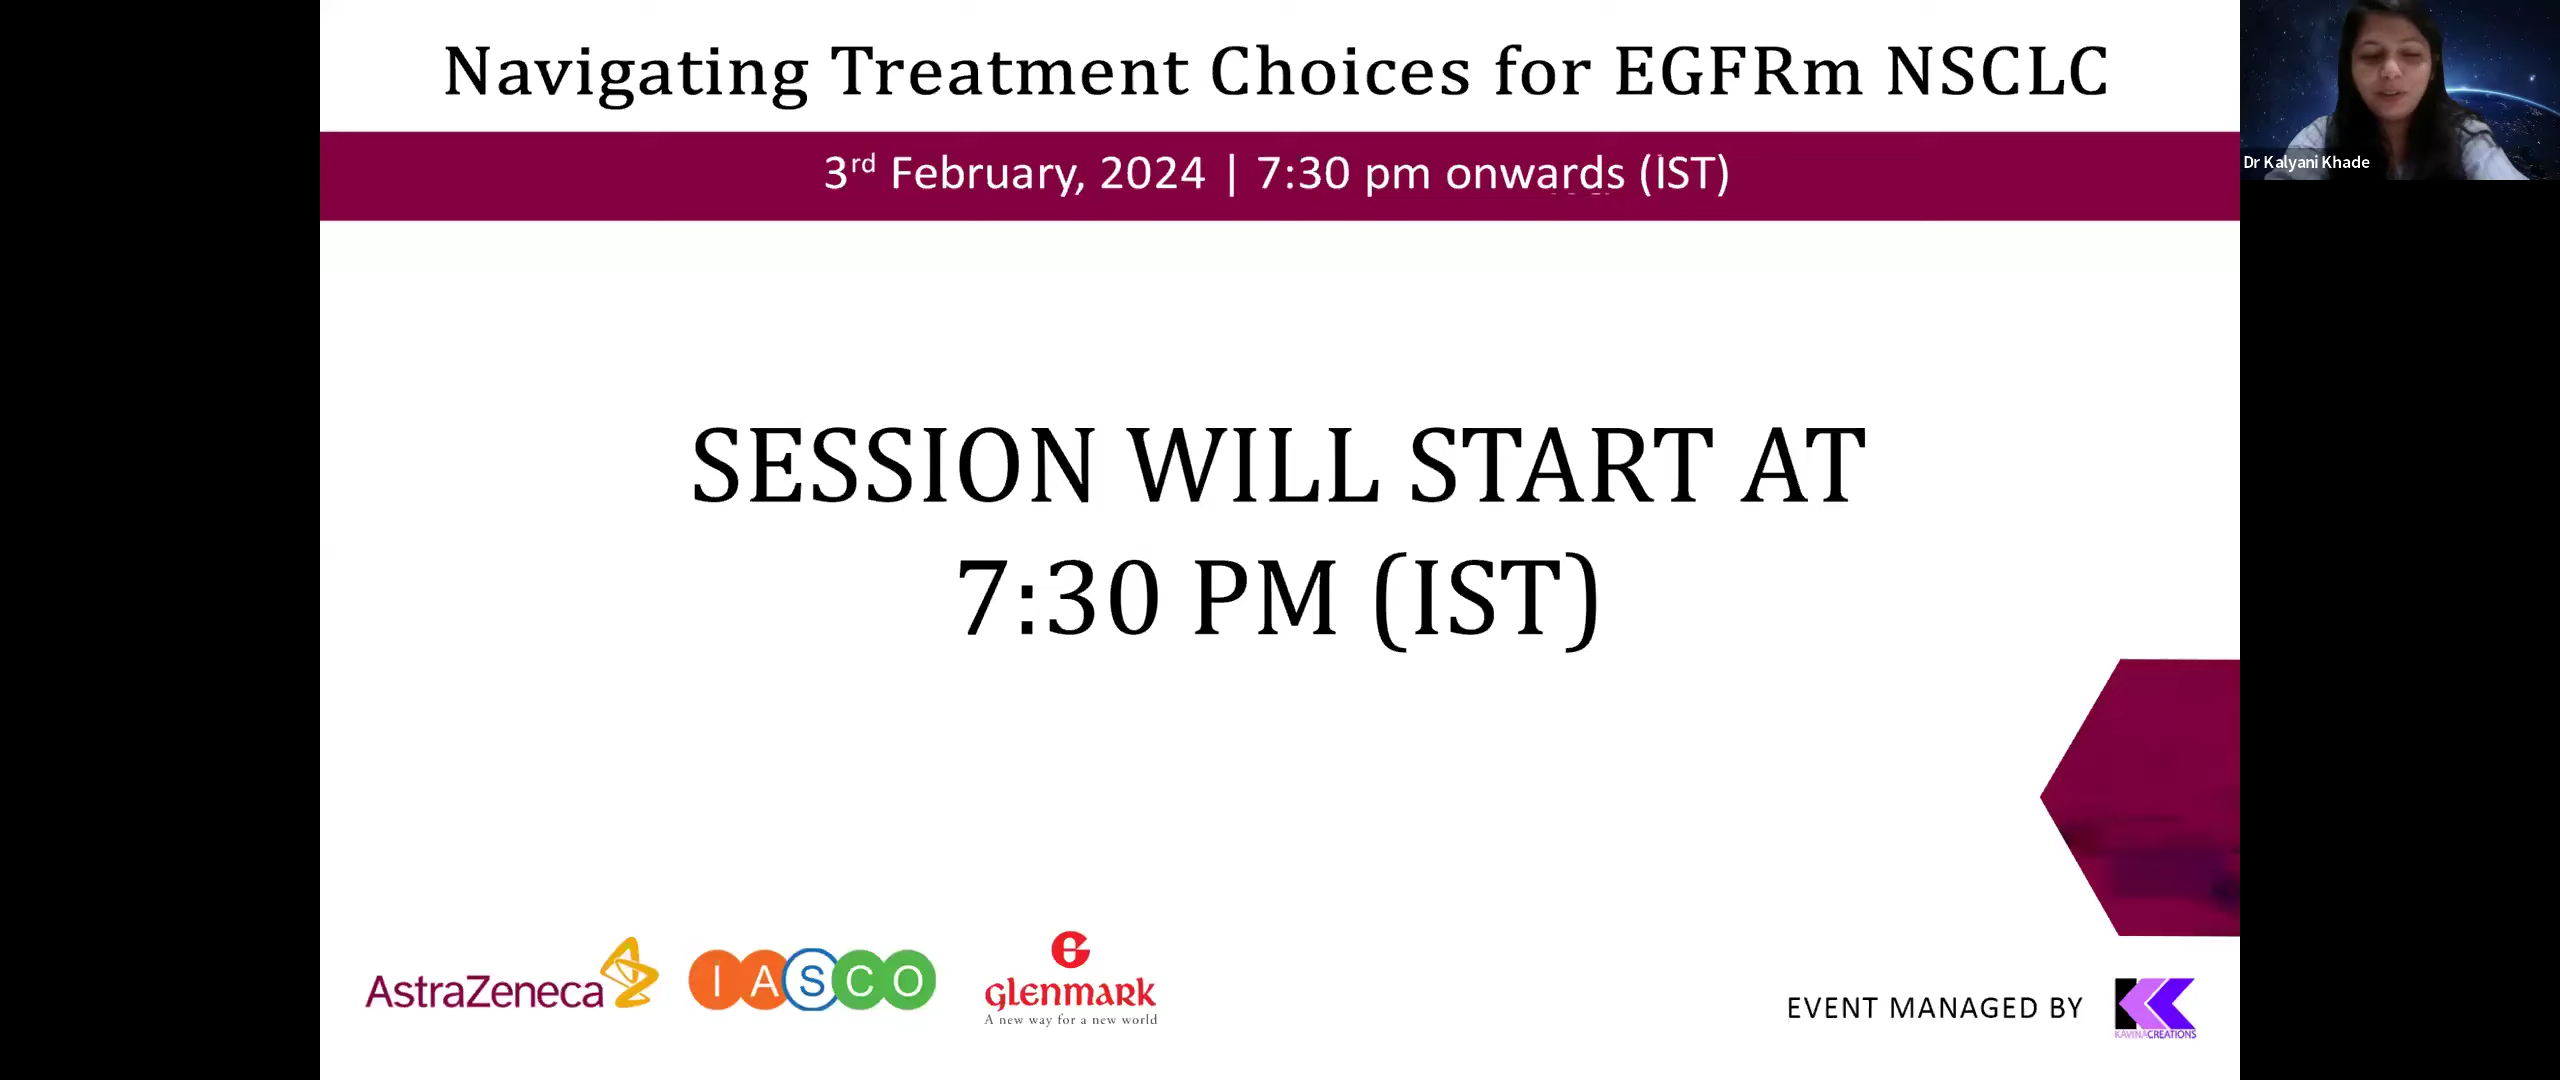 Navigating Treatment Choices for EGFRm NSCLC
3rd February, 2024 | 7:30 pm onwards (IST)
Dr Kalyani Khade
SESSION WILL START AT
7:30 PM (IST)
AstraZeneca
IASCO
glenmark
A new way for a new world
EVENT MANAGED BY
KAVINACREATIONS